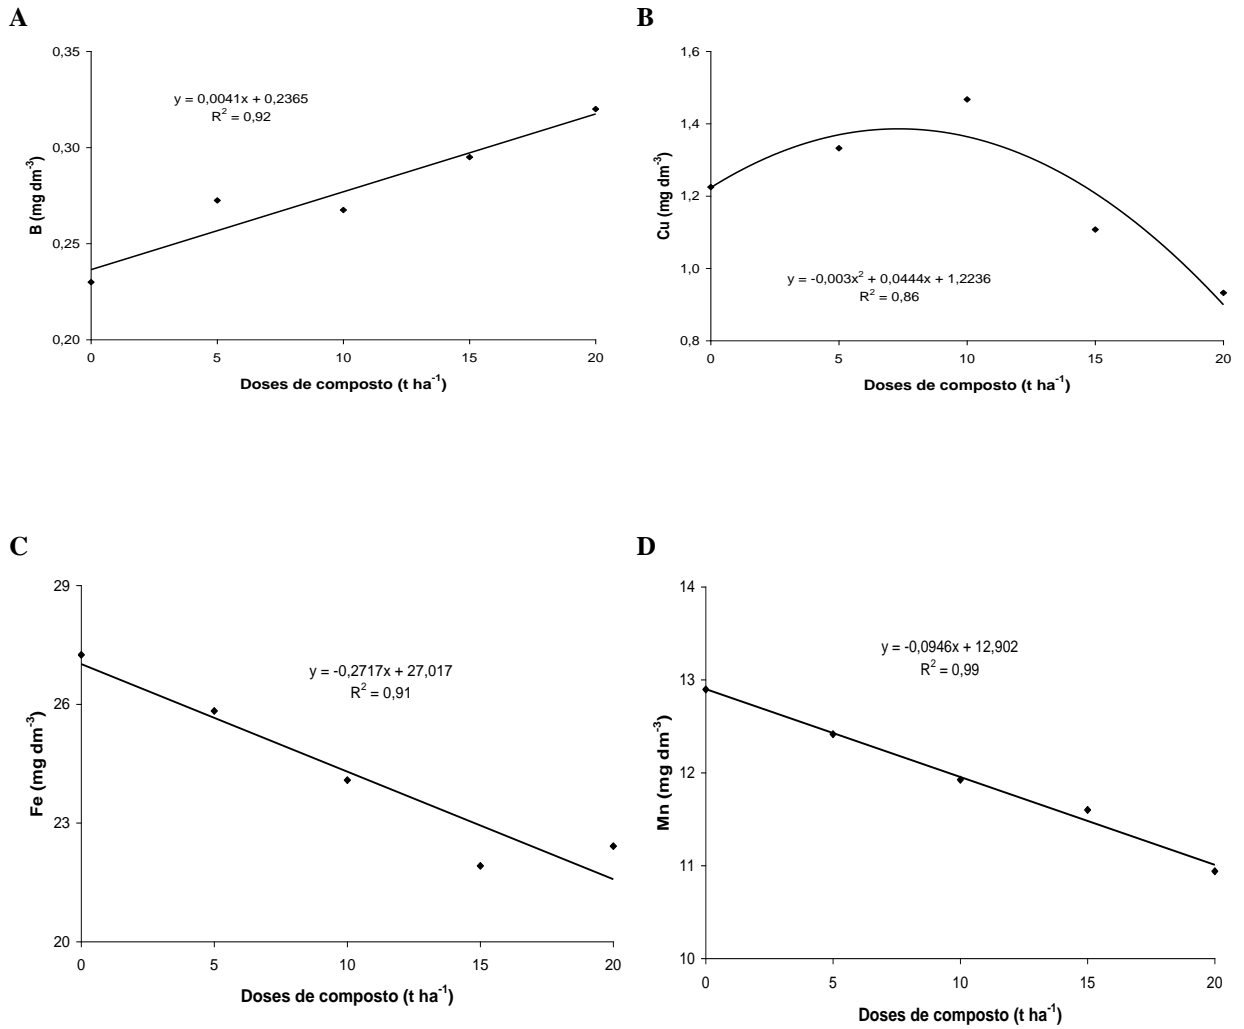 A
0,35
0,30
0,25
0,20
B (mg dm-3)
y = 0,0041x + 0,2365
R2 = 0,92
0 5 10 15 20
Doses de composto (t ha-1)
B
1,6
1,4
1,2
1,0
0,8
Cu (mg dm-3)
y = -0,003x2 + 0,0444x + 1,2236
R2 = 0,86
0 5 10 15 20
Doses de composto (t ha-1)
C
29
26
23
20
Fe (mg dm-3)
y = -0,2717x + 27,017
R2 = 0,91
0 5 10 15 20
Doses de composto (t ha-1)
D
14
13
12
11
10
Mn (mg dm-3)
y = -0,0946x + 12,902
R2 = 0,99
0 5 10 15 20
Doses de composto (t ha-1)